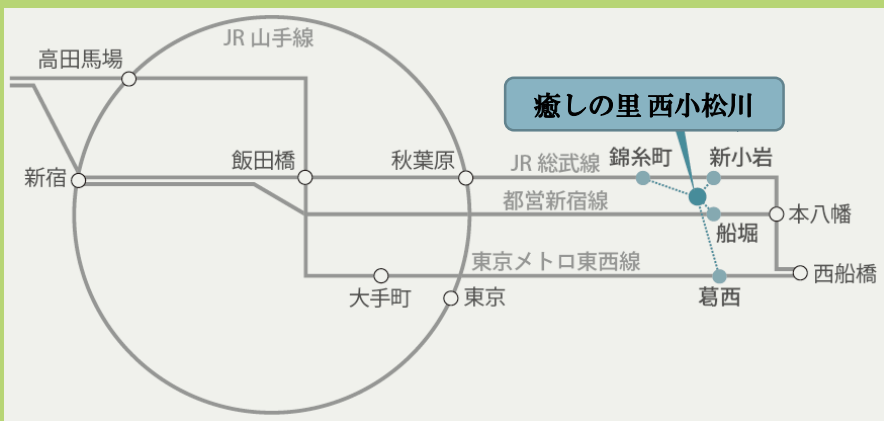 JR 山手線
高田馬場
癒しの里 西小松川
新宿
飯田橋
秋葉原
JR 総武線
錦糸町
新小岩
都営新宿線
船堀
本八幡
東京メトロ東西線
西船橋
大手町
東京
葛西